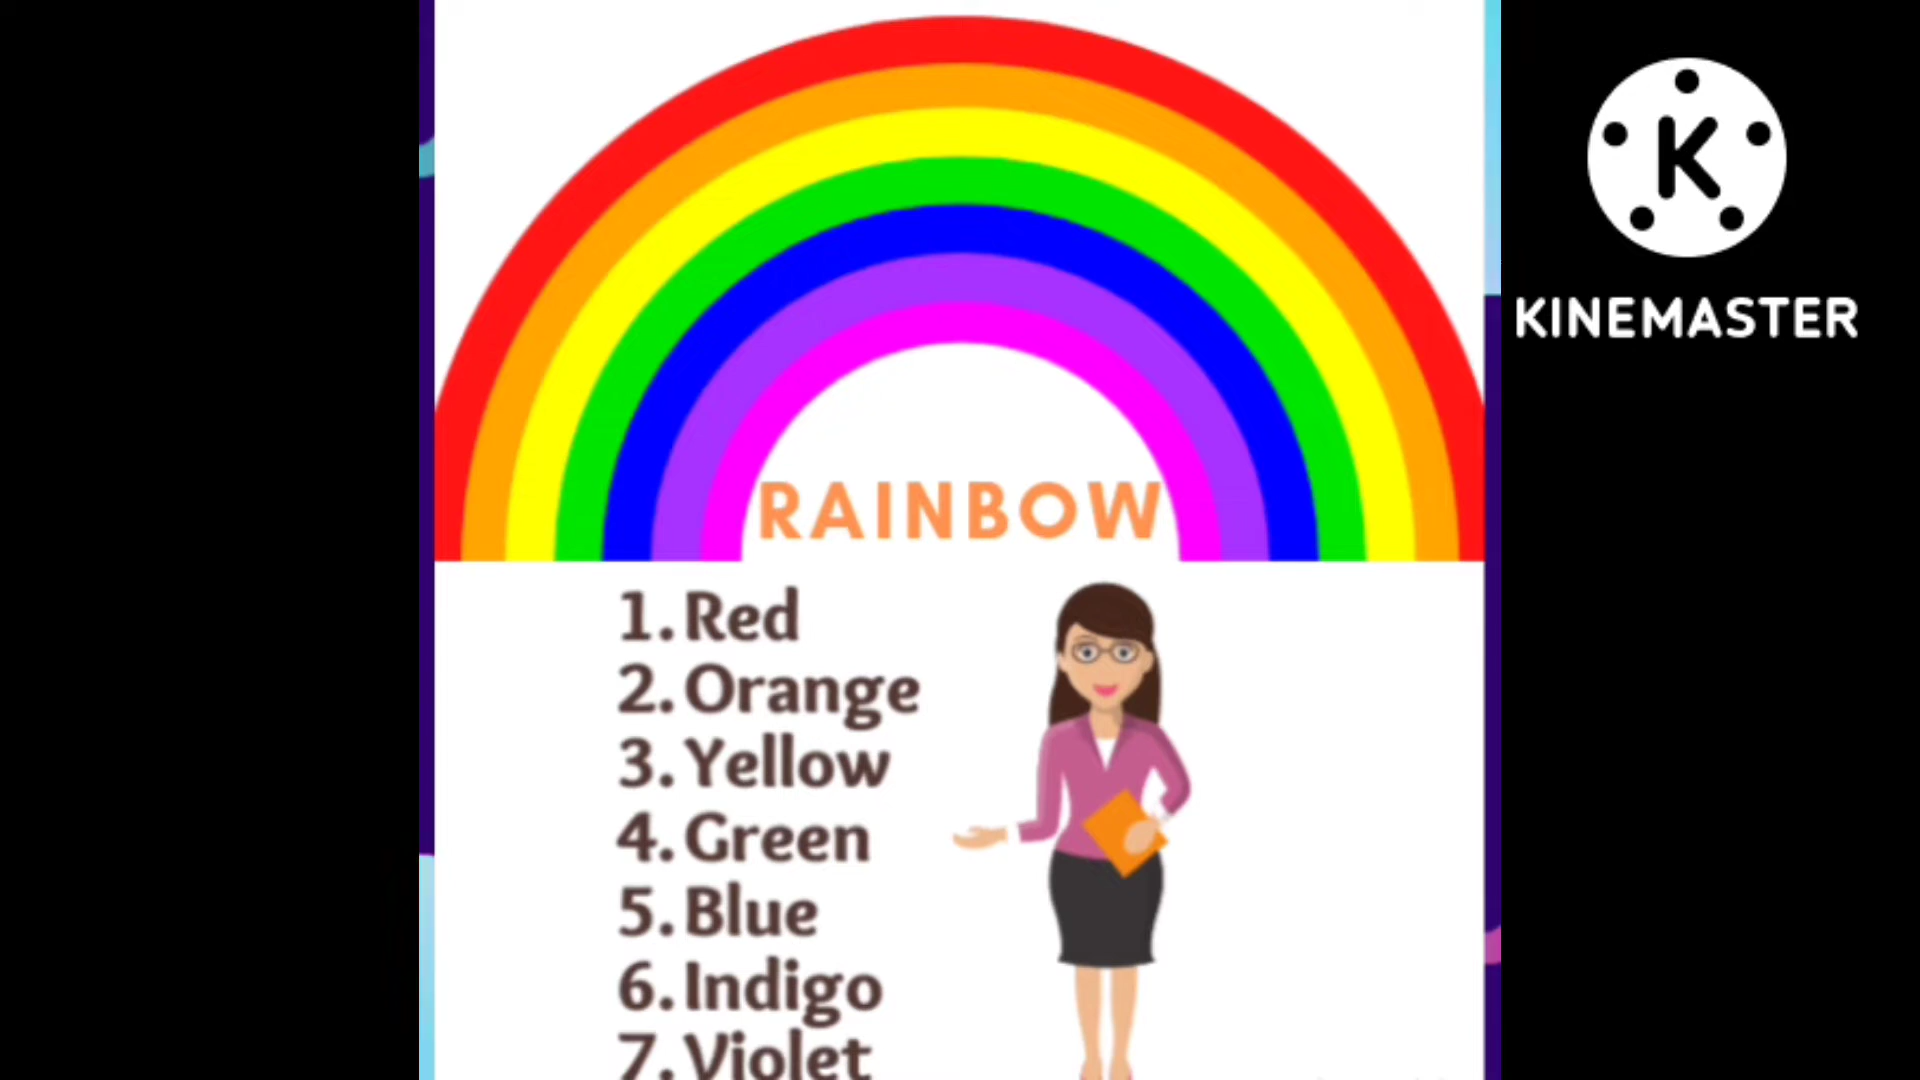 K
KINEMASTER
RAINBOW
1. Red
2. Orange
3. Yellow
4. Green
5. Blue
6. Indigo
7. Violet